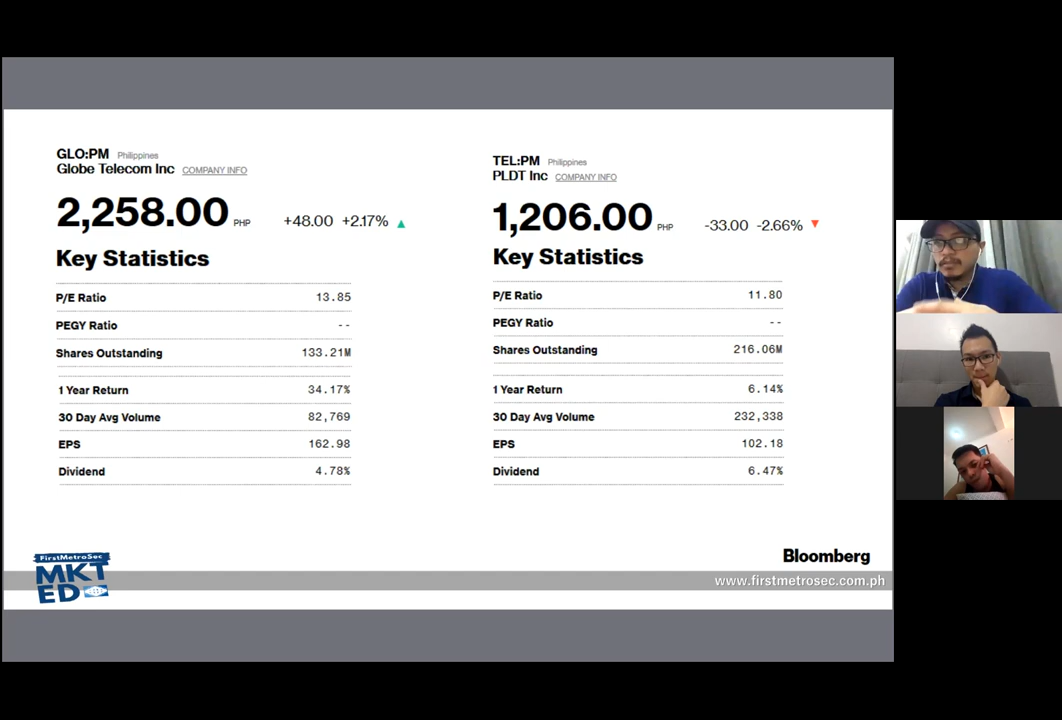 GLO:PM Philippines
Globe Telecom Inc COMPANY INFO
2,258.00 PHP +48.00 +2.17%
Key Statistics
P/E Ratio 13.85
PEGY Ratio --
Shares Outstanding 133.21M
1 Year Return 34.17%
30 Day Avg Volume 82,769
EPS 162.98
Dividend 4.78%
TEL:PM Philippines
PLDT Inc COMPANY INFO
1,206.00 PHP -33.00 -2.66%
Key Statistics
P/E Ratio 11.80
PEGY Ratio --
Shares Outstanding 216.06M
1 Year Return 6.14%
30 Day Avg Volume 232,338
EPS 102.18
Dividend 6.47%
FirstMetroSec
MKT
ED
Bloomberg
www.firstmetrosec.com.ph